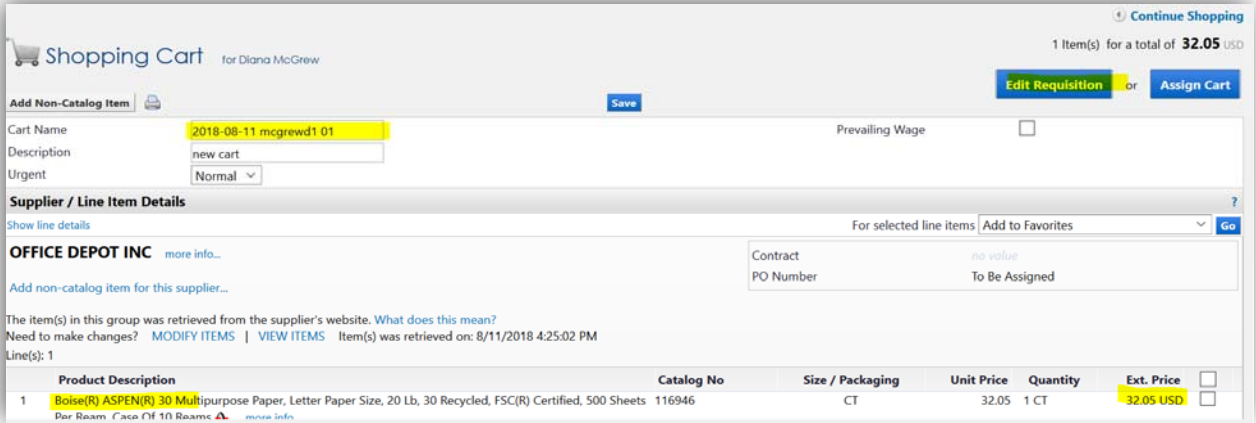 Continue Shopping
Shopping Cart for Diana McGrew
1 Item(s) for a total of 32.05 USD
Edit Requisition or Assign Cart
Add Non-Catalog Item Save
Cart Name 2018-08-11 mcgrewd1 01 Prevailing Wage
Description new cart
Urgent Normal
Supplier / Line Item Details ?
Show line details For selected line items Add to Favorites Go
OFFICE DEPOT INC more info...
Contract no value
PO Number To Be Assigned
Add non-catalog item for this supplier...
The item(s) in this group was retrieved from the supplier's website. What does this mean?
Need to make changes? MODIFY ITEMS | VIEW ITEMS Item(s) was retrieved on: 8/11/2018 4:25:02 PM
Line(s): 1
Product Description Catalog No Size / Packaging Unit Price Quantity Ext. Price
1 Boise(R) ASPEN(R) 30 Multipurpose Paper, Letter Paper Size, 20 Lb, 30 Recycled, FSC(R) Certified, 500 Sheets 116946 CT 32.05 1 CT 32.05 USD
Per Ream, Case Of 10 Reams more info